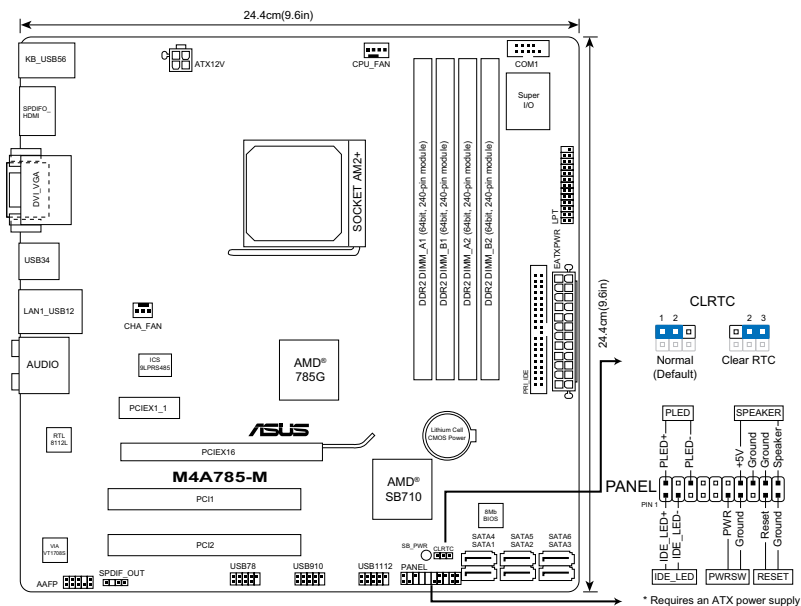 24.4cm(9.6in)
KB_USB56
ATX12V
CPU_FAN
COM1
Super
I/O
SPDIFO_
HDMI
DVI_VGA
SOCKET AM2+
DDR2 DIMM_A1 (64bit, 240-pin module)
DDR2 DIMM_B1 (64bit, 240-pin module)
DDR2 DIMM_A2 (64bit, 240-pin module)
DDR2 DIMM_B2 (64bit, 240-pin module)
LPT
EATXPWR
PRI_IDE
24.4cm(9.6in)
USB34
LAN1_USB12
CHA_FAN
AUDIO
ICS
9LPRS485
AMD®
785G
PCIEX1_1
RTL
8112L
ASUS
Lithium Cell
CMOS Power
PCIEX16
M4A785-M
PCI1
AMD®
SB710
8Mb
BIOS
PCI2
VIA
VT1708S
SB_PWR
CLRTC
SATA4
SATA1
SATA5
SATA2
SATA6
SATA3
AAFP
SPDIF_OUT
USB78
USB910
USB1112
PANEL
CLRTC
1 2
2 3
Normal
(Default)
Clear RTC
PLED
SPEAKER
PLED+
PLED-
+5V
Ground
Ground
Speaker
PANEL
PIN 1
IDE_LED+
IDE_LED-
PWR
Ground
Reset
Ground
IDE_LED
PWRSW
RESET
* Requires an ATX power supply